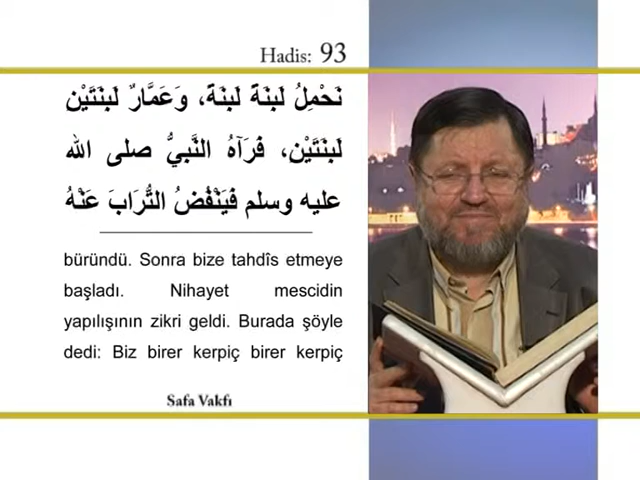 Hadis: 93
نَحْمِلُ لَبِنَةً لَبِنَةً، وَعَمَّارٌ لَبِنَتَيْنِ
لَبِنَتَيْنِ، فَرَآهُ النَّبِيُّ صلى الله
عليه وسلم فَيَنْفُضُ التُّرَابَ عَنْهُ
büründü. Sonra bize tahdîs etmeye
başladı. Nihayet mescidin
yapılışının zikri geldi. Burada şöyle
dedi: Biz birer kerpiç birer kerpiç
Safa Vakfı